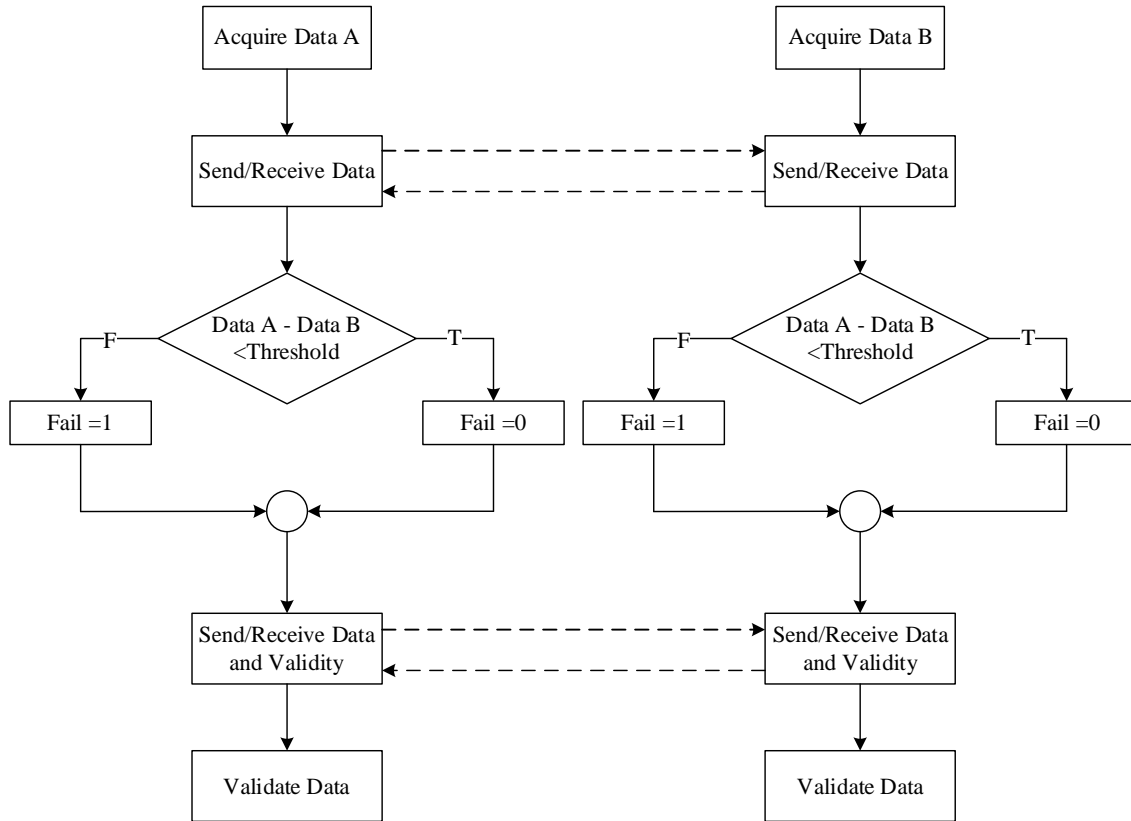 Acquire Data A
Acquire Data B
Send/Receive Data
Send/Receive Data
Data A - Data B
<Threshold
F
T
Data A - Data B
<Threshold
F
T
Fail =1
Fail =0
Fail =1
Fail =0
Send/Receive Data
and Validity
Send/Receive Data
and Validity
Validate Data
Validate Data